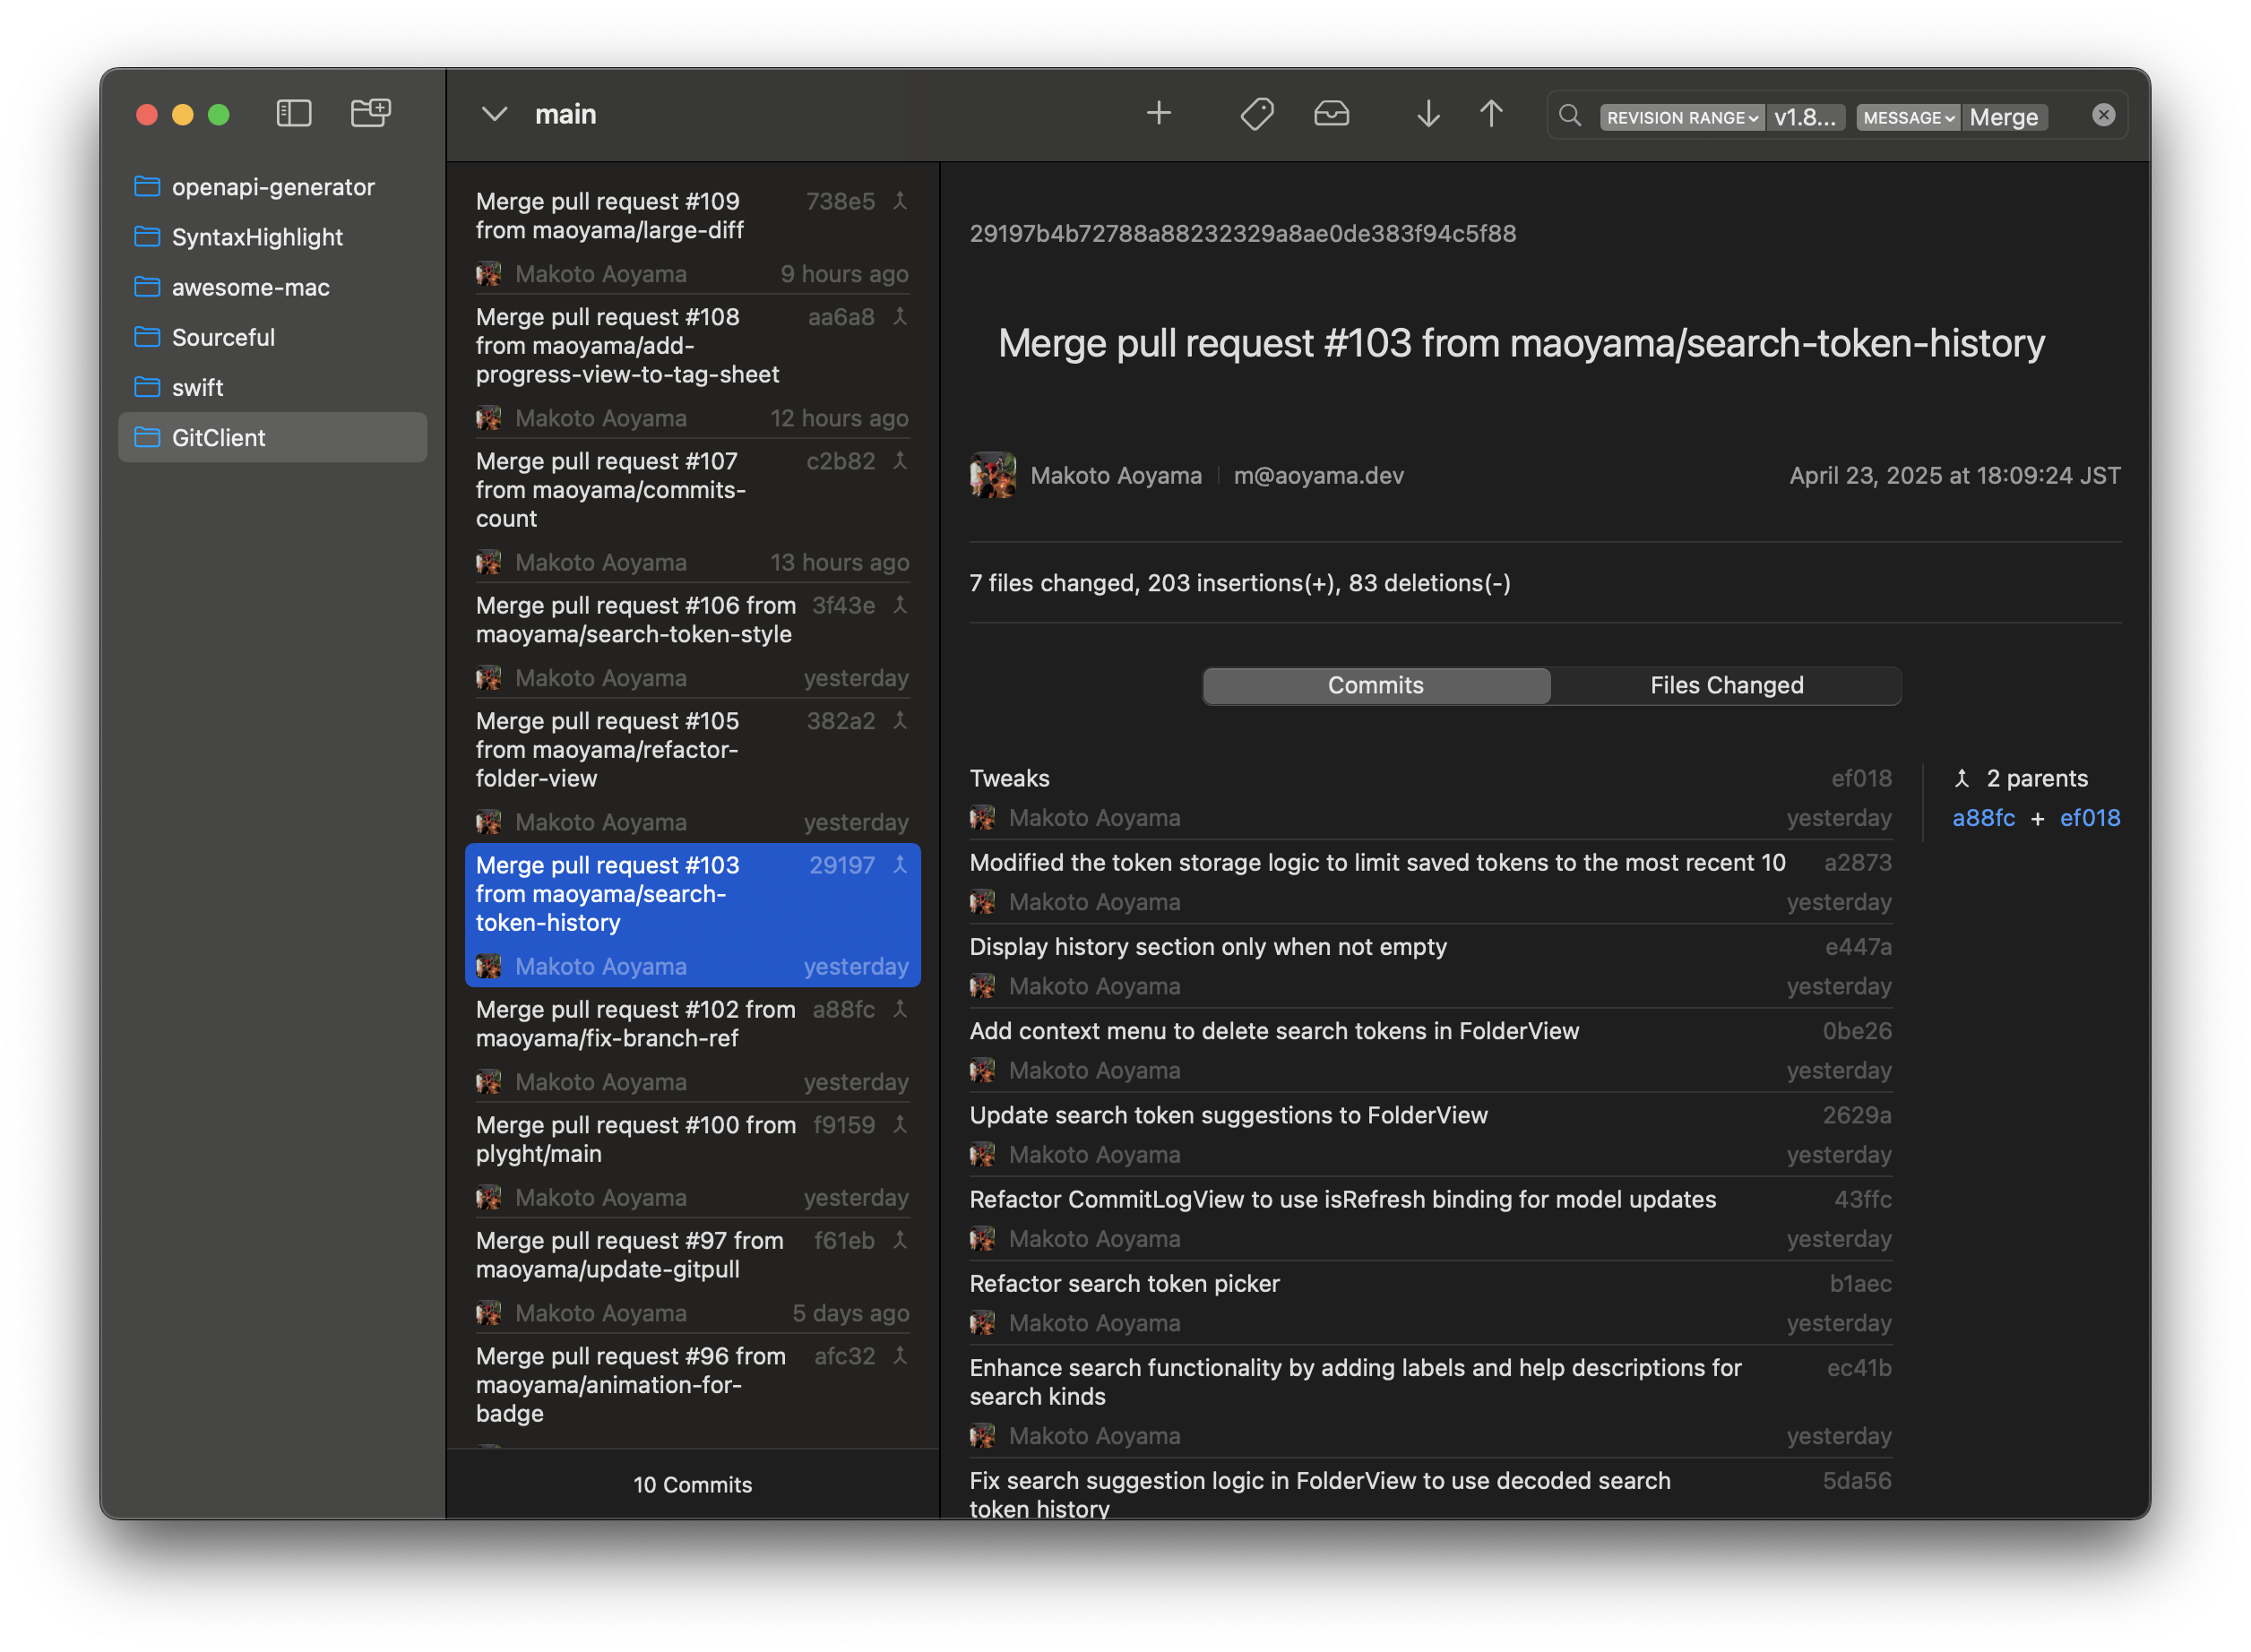 main
REVISION RANGE v1.8... MESSAGE Merge
openapi-generator
SyntaxHighlight
awesome-mac
Sourceful
swift
GitClient
Merge pull request #109 738e5
from maoyama/large-diff
Makoto Aoyama 9 hours ago
Merge pull request #108 aa6a8
from maoyama/add-
progress-view-to-tag-sheet
Makoto Aoyama 12 hours ago
Merge pull request #107 c2b82
from maoyama/commits-
count
Makoto Aoyama 13 hours ago
Merge pull request #106 from 3f43e
maoyama/search-token-style
Makoto Aoyama yesterday
Merge pull request #105 382a2
from maoyama/refactor-
folder-view
Makoto Aoyama yesterday
Merge pull request #103 29197
from maoyama/search-
token-history
Makoto Aoyama yesterday
Merge pull request #102 from a88fc
maoyama/fix-branch-ref
Makoto Aoyama yesterday
Merge pull request #100 from f9159
plyght/main
Makoto Aoyama yesterday
Merge pull request #97 from f61eb
maoyama/update-gitpull
Makoto Aoyama 5 days ago
Merge pull request #96 from afc32
maoyama/animation-for-
badge
10 Commits
29197b4b72788a88232329a8ae0de383f94c5f88
Merge pull request #103 from maoyama/search-token-history
Makoto Aoyama m@aoyama.dev April 23, 2025 at 18:09:24 JST
7 files changed, 203 insertions(+), 83 deletions(-)
Commits Files Changed
Tweaks ef018
Makoto Aoyama yesterday
Modified the token storage logic to limit saved tokens to the most recent 10 a2873
Makoto Aoyama yesterday
Display history section only when not empty e447a
Makoto Aoyama yesterday
Add context menu to delete search tokens in FolderView 0be26
Makoto Aoyama yesterday
Update search token suggestions to FolderView 2629a
Makoto Aoyama yesterday
Refactor CommitLogView to use isRefresh binding for model updates 43ffc
Makoto Aoyama yesterday
Refactor search token picker b1aec
Makoto Aoyama yesterday
Enhance search functionality by adding labels and help descriptions for ec41b
search kinds
Makoto Aoyama yesterday
Fix search suggestion logic in FolderView to use decoded search 5da56
token history
2 parents
a88fc + ef018